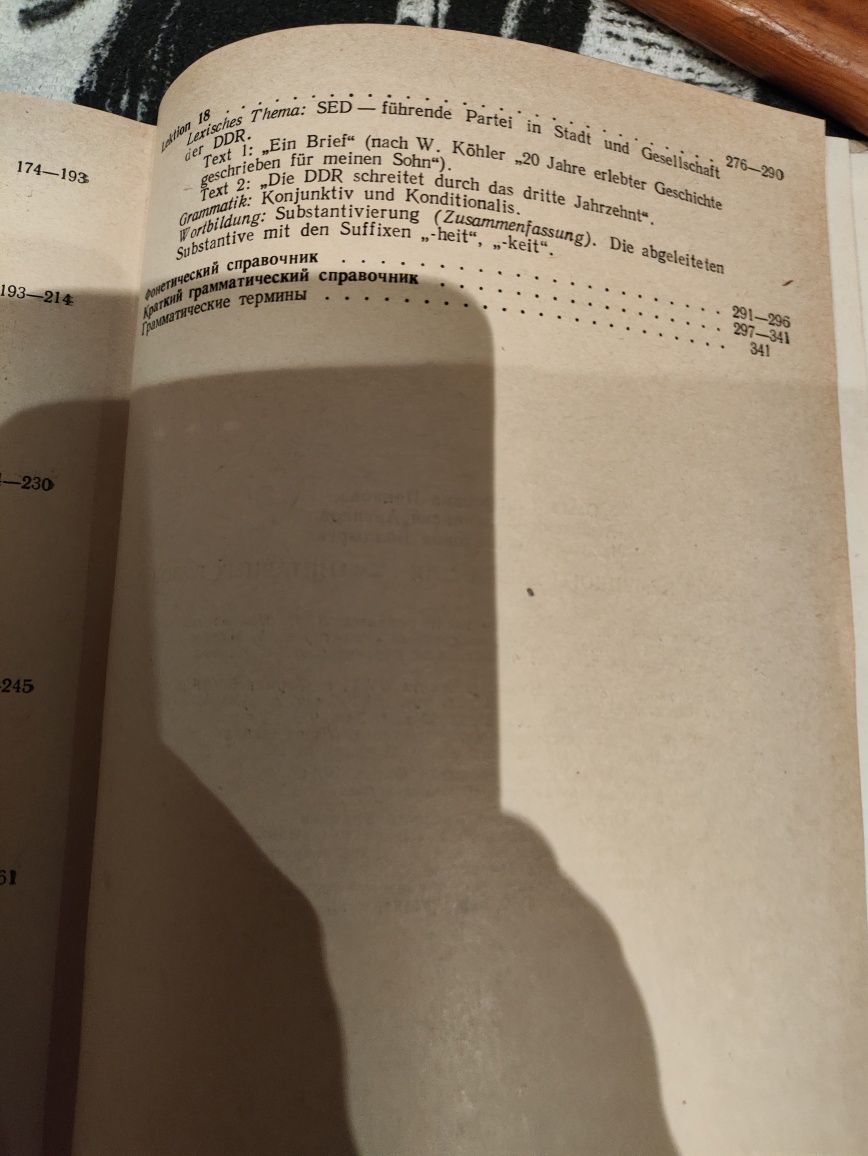 174—193
193—214
—230
245
61
Lektion 18 . . . . . . . . . . . . . . . . . . . . . 276—290
Lexisches Thema: SED — führende Partei in Stadt und Gesellschaft
der DDR.
Text 1: „Ein Brief“ (nach W. Köhler „20 Jahre erlebter Geschichte
geschrieben für meinen Sohn“).
Text 2: „Die DDR schreitet durch das dritte Jahrzehnt“.
Grammatik: Konjunktiv und Konditionalis.
Wortbildung: Substantivierung (Zusammenfassung). Die abgeleiteten
Substantive mit den Suffixen „-heit“, „-keit“.
Фонетический справочник . . . . . . . . . . . . . . . . 291—296
Краткий грамматический справочник . . . . . . . . . . . . 297—341
Грамматические термины . . . . . . . . . . . . . . . . . 341